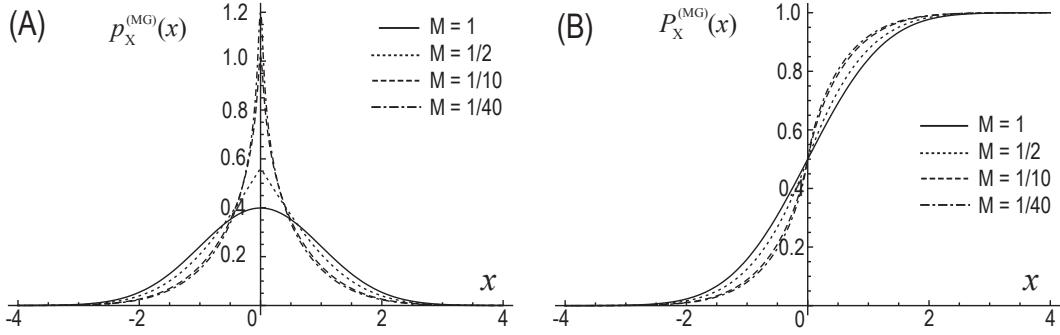 (A)
p_X^(MG)(x)
1.2
1.0
0.8
0.6
0.4
0.2
-4
-2
0
2
4
x
M = 1
M = 1/2
M = 1/10
M = 1/40
(B)
P_X^(MG)(x)
1.0
0.8
0.6
0.4
0.2
-4
-2
0
2
4
x
M = 1
M = 1/2
M = 1/10
M = 1/40